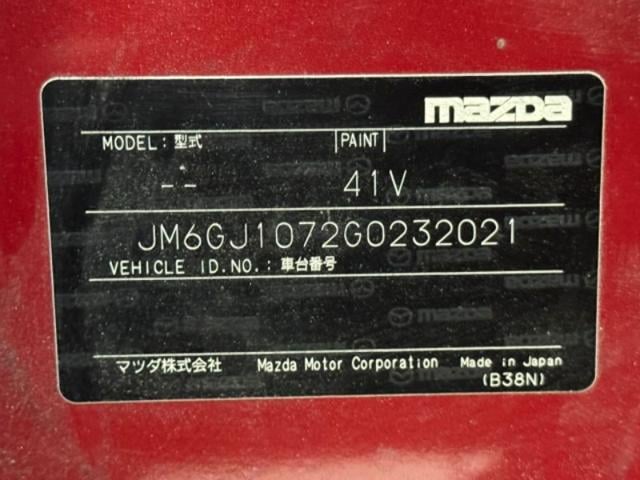 mazda
MODEL: 型式 PAINT
-- 41V
JM6GJ1072G0232021
VEHICLE ID.NO.: 車台番号
マツダ株式会社 Mazda Motor Corporation Made in Japan
(B38N)